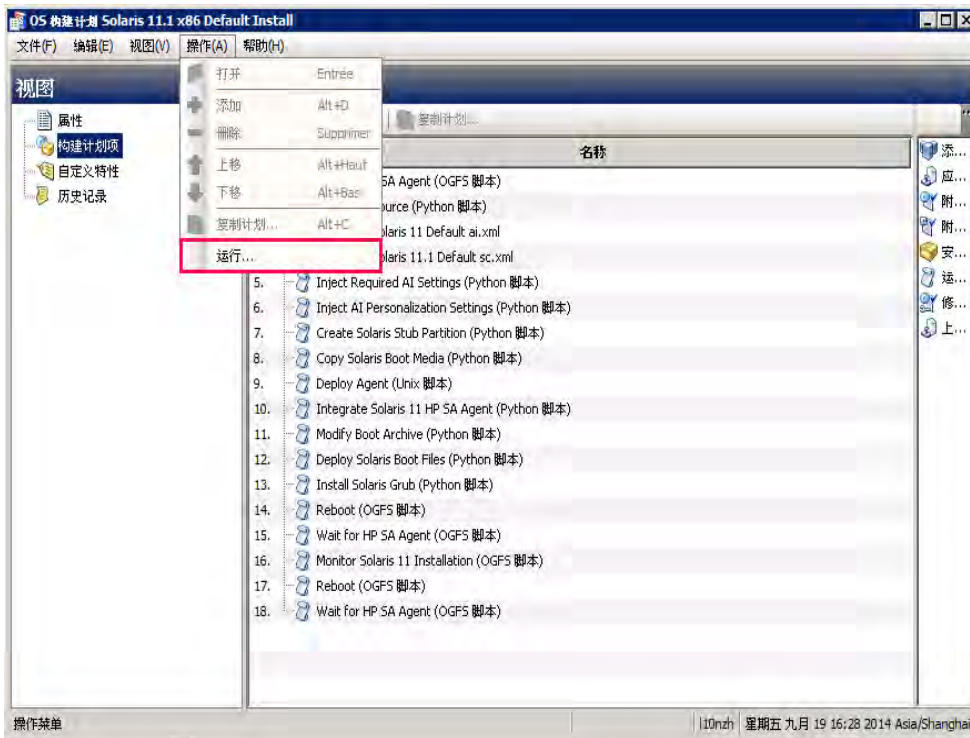 OS 构建计划 Solaris 11.1 x86 Default Install
文件(F) 编辑(E) 视图(V) 操作(A) 帮助(H)
视图
属性
构建计划项
自定义特性
历史记录
打开 Entrée
添加 Alt+D
删除 Supprimer
上移 Alt+Haut
下移 Alt+Bas
复制计划... Alt+C
运行...
复制计划...
名称
SA Agent (OGFS 脚本)
ource (Python 脚本)
laris 11 Default ai.xml
laris 11.1 Default sc.xml
5. Inject Required AI Settings (Python 脚本)
6. Inject AI Personalization Settings (Python 脚本)
7. Create Solaris Stub Partition (Python 脚本)
8. Copy Solaris Boot Media (Python 脚本)
9. Deploy Agent (Unix 脚本)
10. Integrate Solaris 11 HP SA Agent (Python 脚本)
11. Modify Boot Archive (Python 脚本)
12. Deploy Solaris Boot Files (Python 脚本)
13. Install Solaris Grub (Python 脚本)
14. Reboot (OGFS 脚本)
15. Wait for HP SA Agent (OGFS 脚本)
16. Monitor Solaris 11 Installation (OGFS 脚本)
17. Reboot (OGFS 脚本)
18. Wait for HP SA Agent (OGFS 脚本)
添...
应...
附...
附...
安...
运...
修...
上...
操作菜单
l10nzh 星期五 九月 19 16:28 2014 Asia/Shanghai